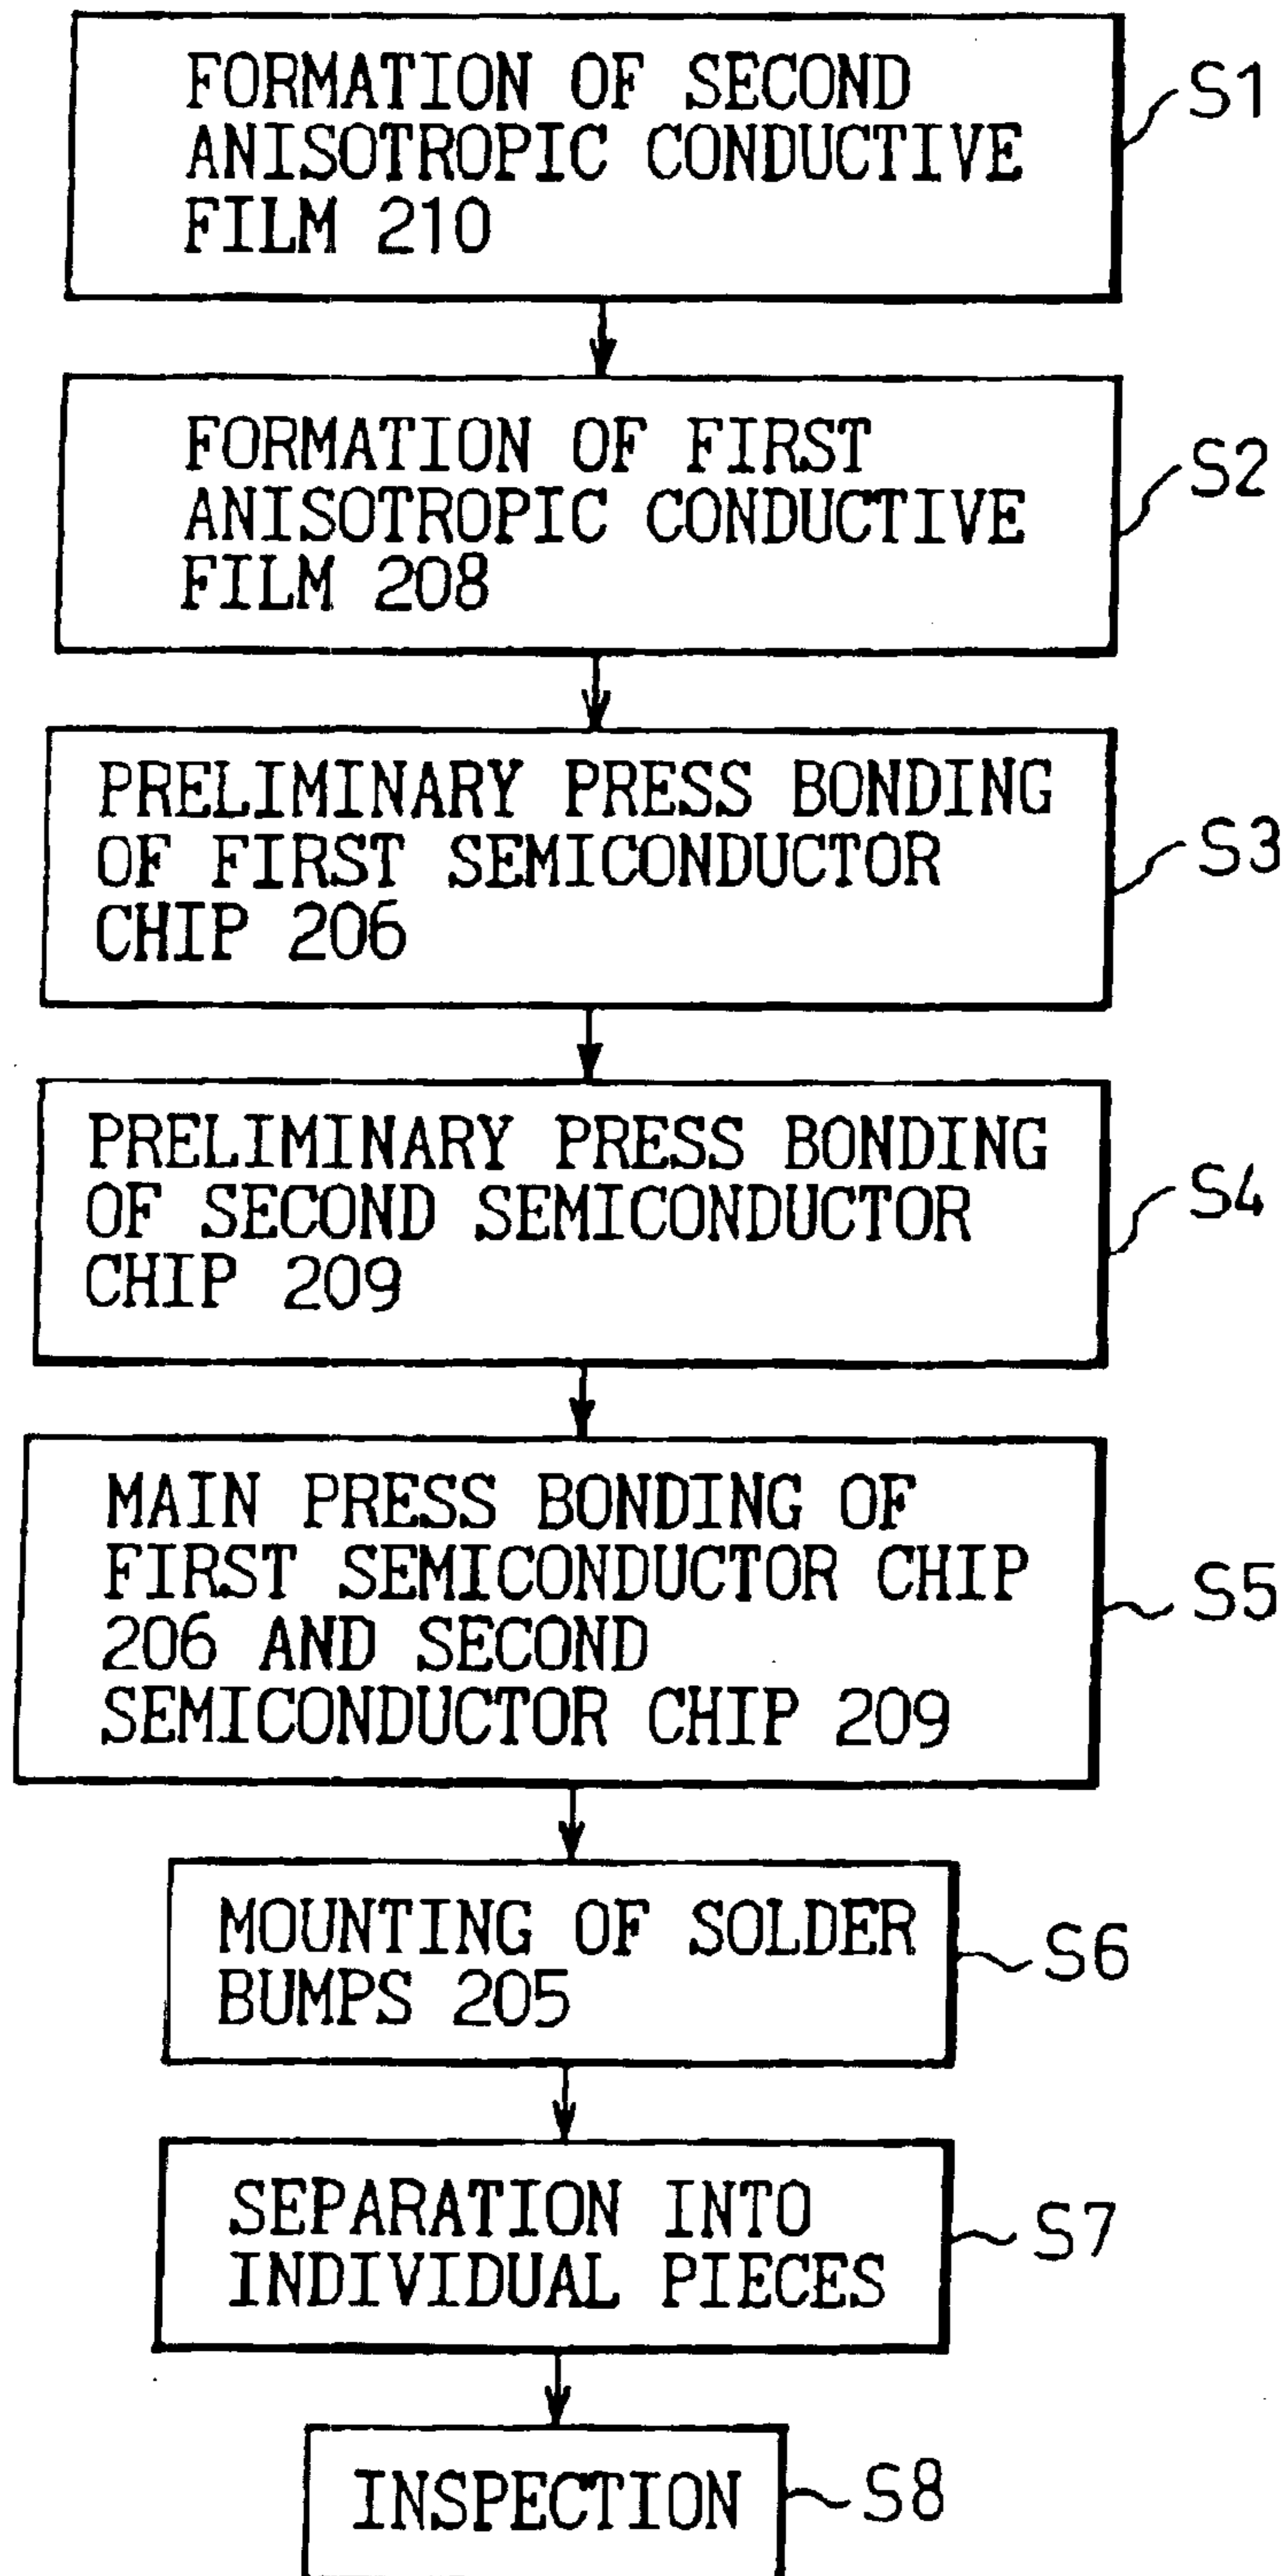 FORMATION OF SECOND
ANISOTROPIC CONDUCTIVE
FILM 210
S1
FORMATION OF FIRST
ANISOTROPIC CONDUCTIVE
FILM 208
S2
PRELIMINARY PRESS BONDING
OF FIRST SEMICONDUCTOR
CHIP 206
S3
PRELIMINARY PRESS BONDING
OF SECOND SEMICONDUCTOR
CHIP 209
S4
MAIN PRESS BONDING OF
FIRST SEMICONDUCTOR CHIP
206 AND SECOND
SEMICONDUCTOR CHIP 209
S5
MOUNTING OF SOLDER
BUMPS 205
S6
SEPARATION INTO
INDIVIDUAL PIECES
S7
INSPECTION
S8